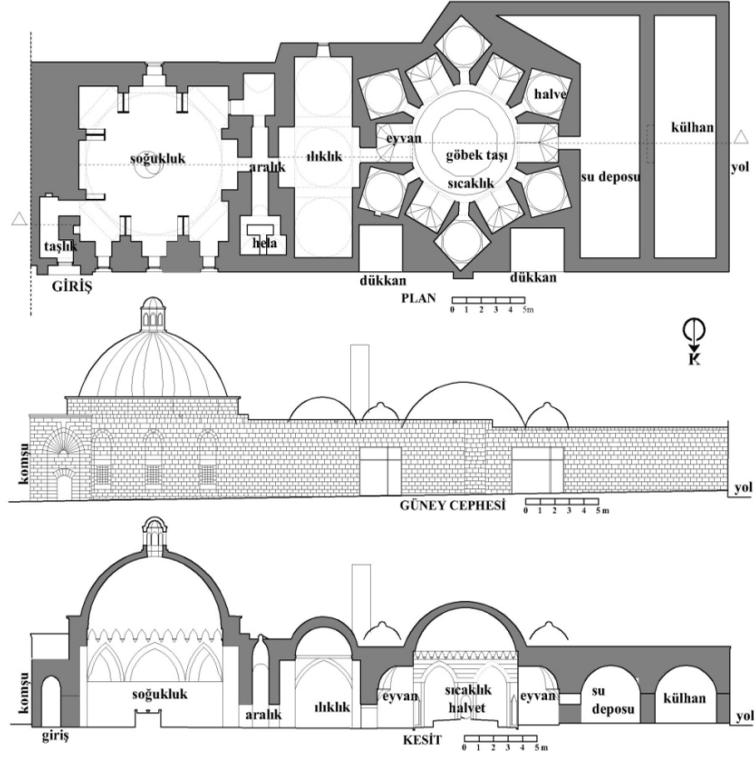 halve
külhan
eyvan
soğukluk
ılıklık
göbek taşı
aralık
yol
sıcaklık
su deposu
taşlık
hela
GİRİŞ
dükkan
dükkan
PLAN
0 1 2 3 4 5m
K
komşu
yol
GÜNEY CEPHESİ
0 1 2 3 4 5 m
komşu
soğukluk
aralık
ılıklık
eyvan
sıcaklık
halvet
eyvan
su
deposu
külhan
yol
giriş
KESİT
0 1 2 3 4 5m